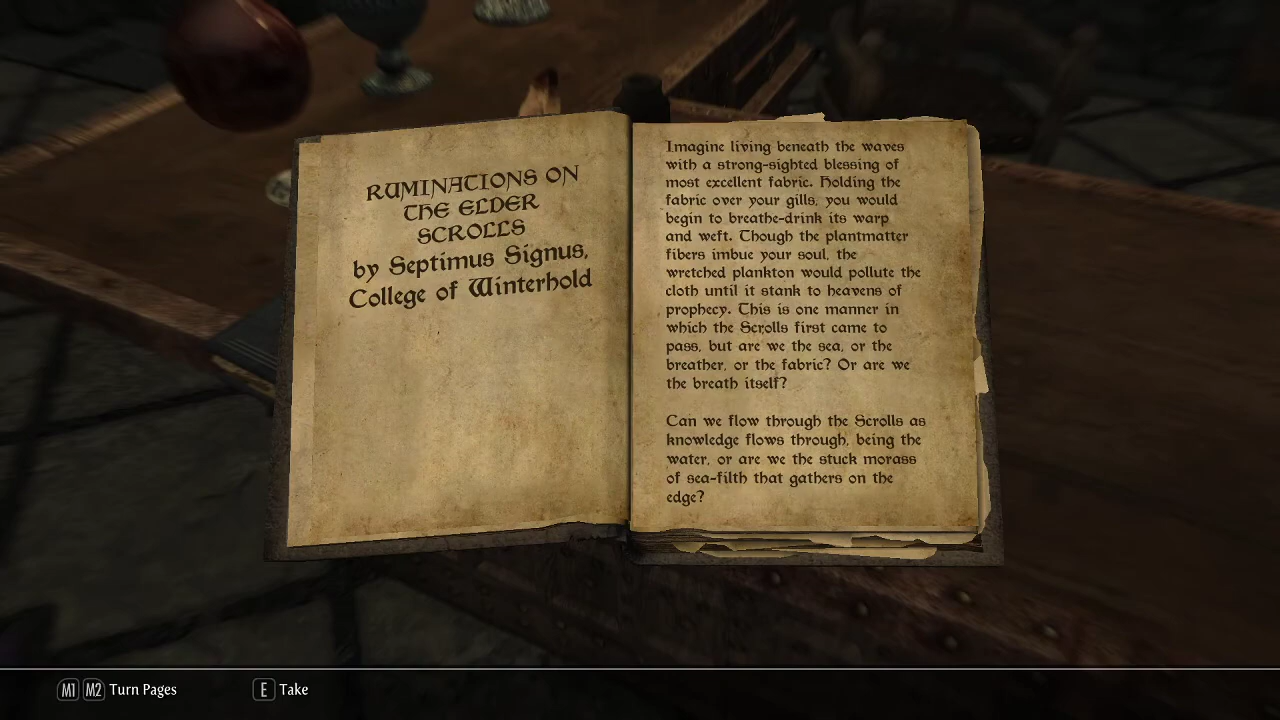 RUMINATIONS ON
THE ELDER
SCROLLS
by Septimus Signus,
College of Winterhold
Imagine living beneath the waves
with a strong-sighted blessing of
most excellent fabric. Holding the
fabric over your gills, you would
begin to breathe-drink its warp
and weft. Though the plantmatter
fibers imbue your soul, the
wretched plankton would pollute the
cloth until it stank to heavens of
prophecy. This is one manner in
which the Scrolls first came to
pass, but are we the sea, or the
breather, or the fabric? Or are we
the breath itself?
Can we flow through the Scrolls as
knowledge flows through, being the
water, or are we the stuck morass
of sea-filth that gathers on the
edge?
M1 M2 Turn Pages E Take